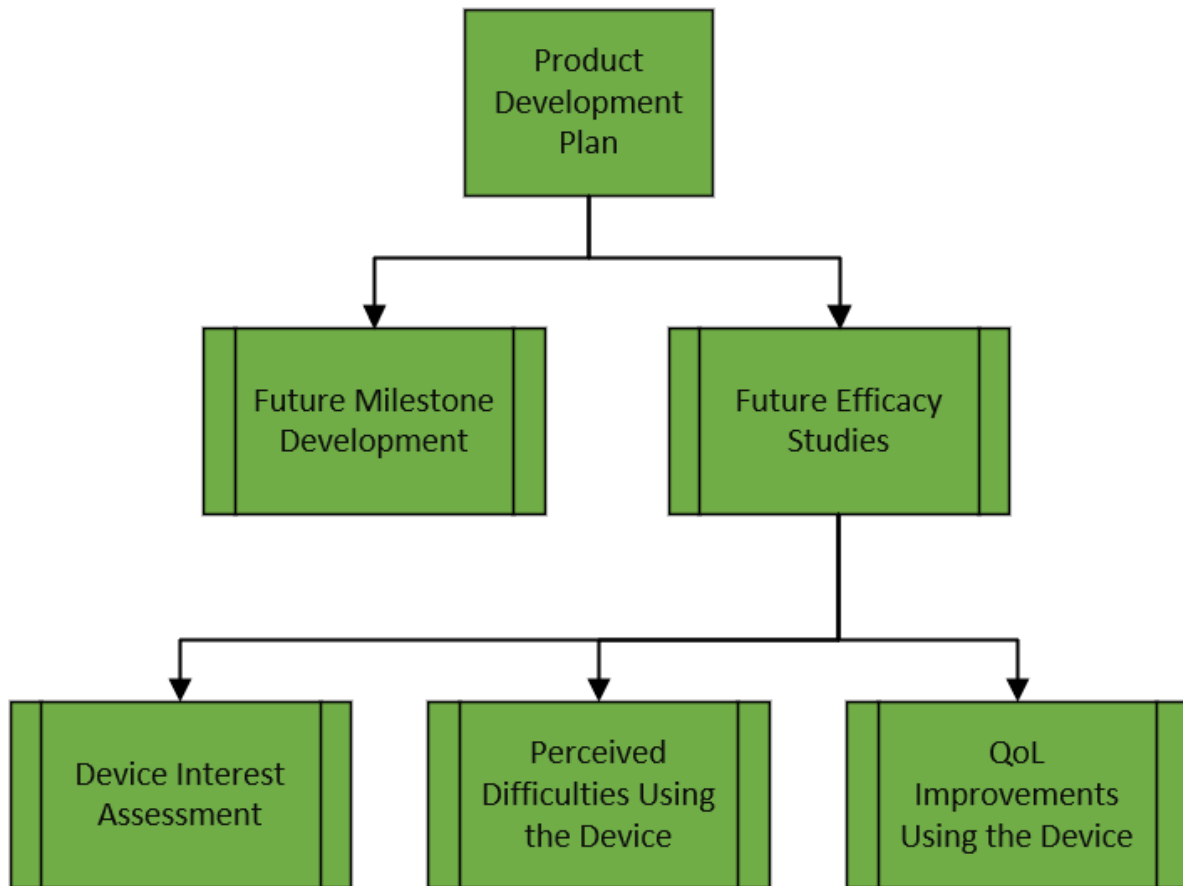 Product
Development
Plan
Future Milestone
Development
Future Efficacy
Studies
Device Interest
Assessment
Perceived
Difficulties Using
the Device
QoL
Improvements
Using the Device